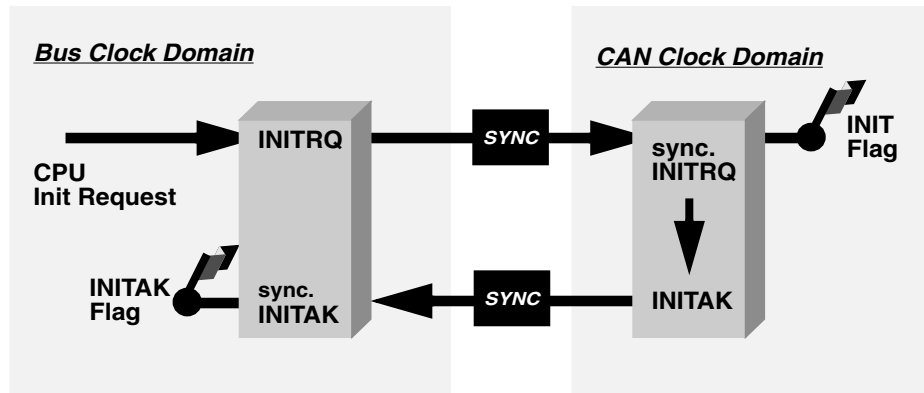 Bus Clock Domain
CAN Clock Domain
CPU
Init Request
INITRQ
SYNC
sync.
INITRQ
INIT
Flag
INITAK
Flag
sync.
INITAK
SYNC
INITAK